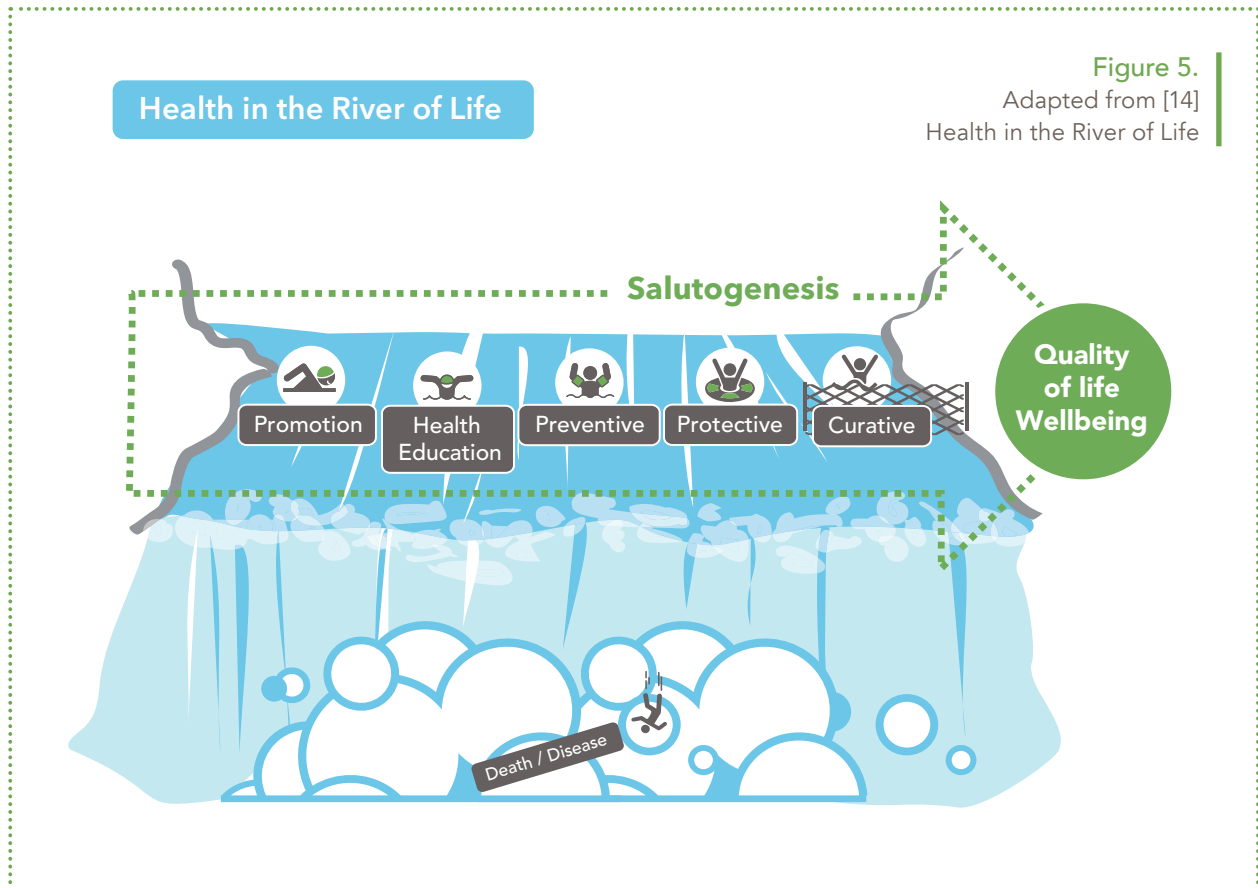 Health in the River of Life
Figure 5.
Adapted from [14]
Health in the River of Life
Salutogenesis
Quality
of life
Wellbeing
Promotion
Health
Education
Preventive
Protective
Curative
Death / Disease